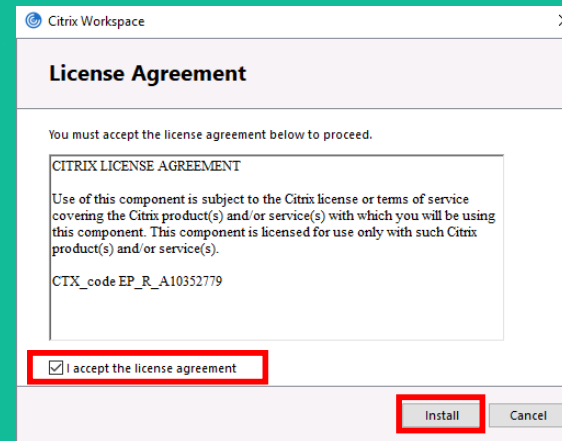 Citrix Workspace
License Agreement
You must accept the license agreement below to proceed.
CITRIX LICENSE AGREEMENT
Use of this component is subject to the Citrix license or terms of service
covering the Citrix product(s) and/or service(s) with which you will be using
this component. This component is licensed for use only with such Citrix
product(s) and/or service(s).
CTX_code EP_R_A10352779
I accept the license agreement
Install Cancel